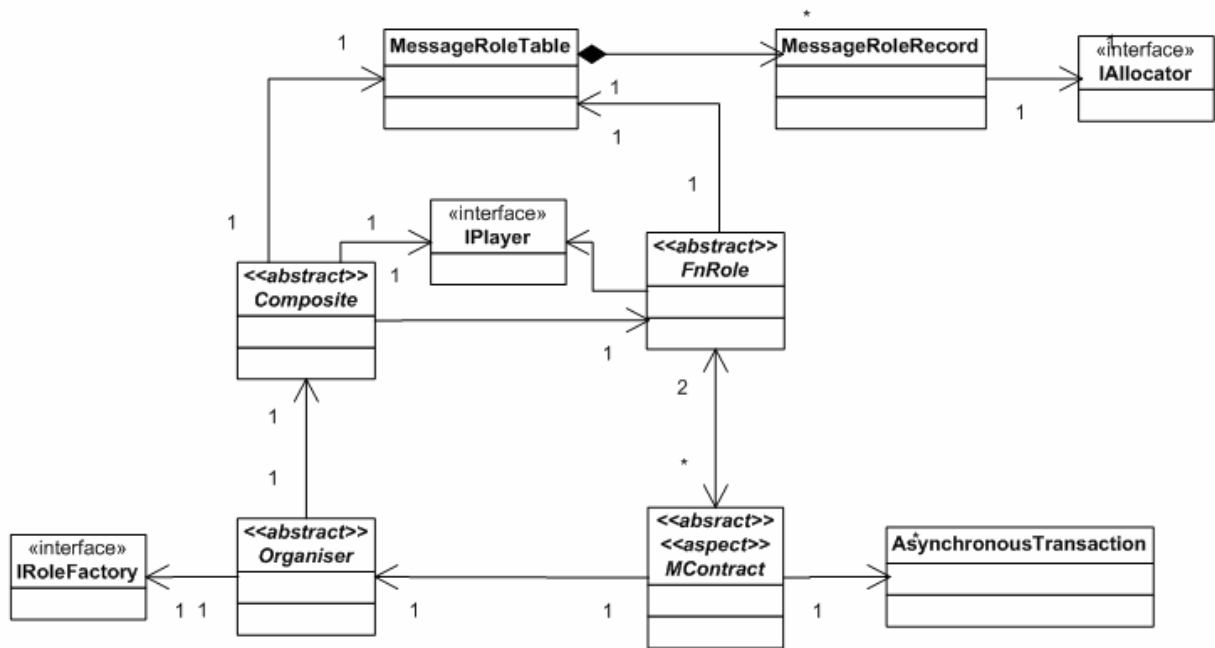 *
1
MessageRoleTable
MessageRoleRecord
1
«interface»
IAllocator
1
1
1
1
1
1
«interface»
IPlayer
<<abstract>>
FnRole
1
<<abstract>>
Composite
1
2
1
*
1
<<abstract>>
Organiser
<<absract>>
<<aspect>>
MContract
«interface»
IRoleFactory
*
AsynchronousTransaction
1 1
1
1
1